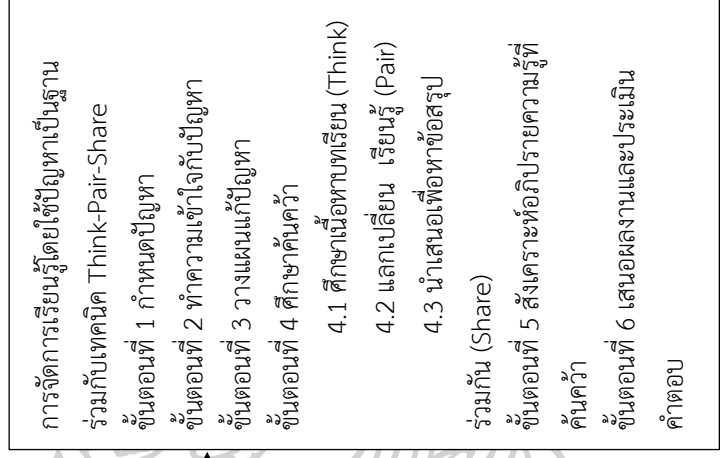 การจัดการเรียนรู้โดยใช้ปัญหาเป็นฐาน
ร่วมกับเทคนิค Think-Pair-Share
ขั้นตอนที่ 1 กำหนดปัญหา
ขั้นตอนที่ 2 ทำความเข้าใจกับปัญหา
ขั้นตอนที่ 3 วางแผนแก้ปัญหา
ขั้นตอนที่ 4 ศึกษาค้นคว้า
4.1 ศึกษาเนื้อหาบทเรียน (Think)
4.2 แลกเปลี่ยน เรียนรู้ (Pair)
4.3 นำเสนอเพื่อหาข้อสรุป
ร่วมกัน (Share)
ขั้นตอนที่ 5 สังเคราะห์อภิปรายความรู้ที่
ค้นคว้า
ขั้นตอนที่ 6 เสนอผลงานและประเมิน
คำตอบ